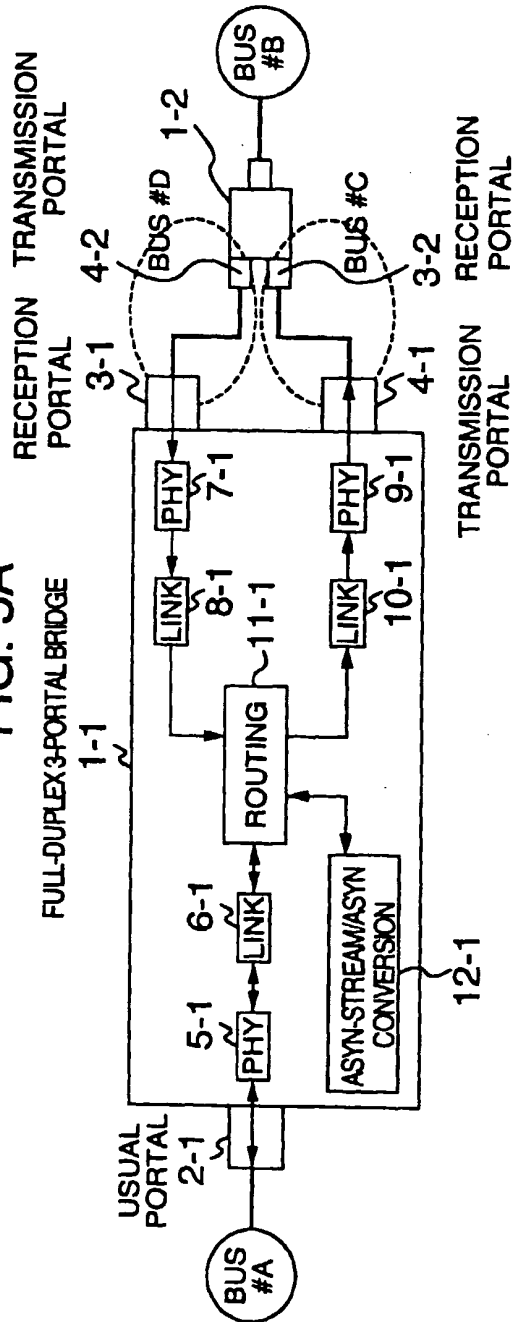 FIG. 3A
FULL-DUPLEX 3-PORTAL BRIDGE
1-1
BUS
#A
USUAL
PORTAL
2-1
5-1
PHY
6-1
LINK
ROUTING
11-1
ASYN-STREAM/ASYN
CONVERSION
12-1
LINK
8-1
PHY
7-1
RECEPTION
PORTAL
3-1
LINK
10-1
PHY
9-1
TRANSMISSION
PORTAL
4-1
TRANSMISSION
PORTAL
4-2
BUS #D
1-2
BUS #C
3-2
RECEPTION
PORTAL
BUS
#B